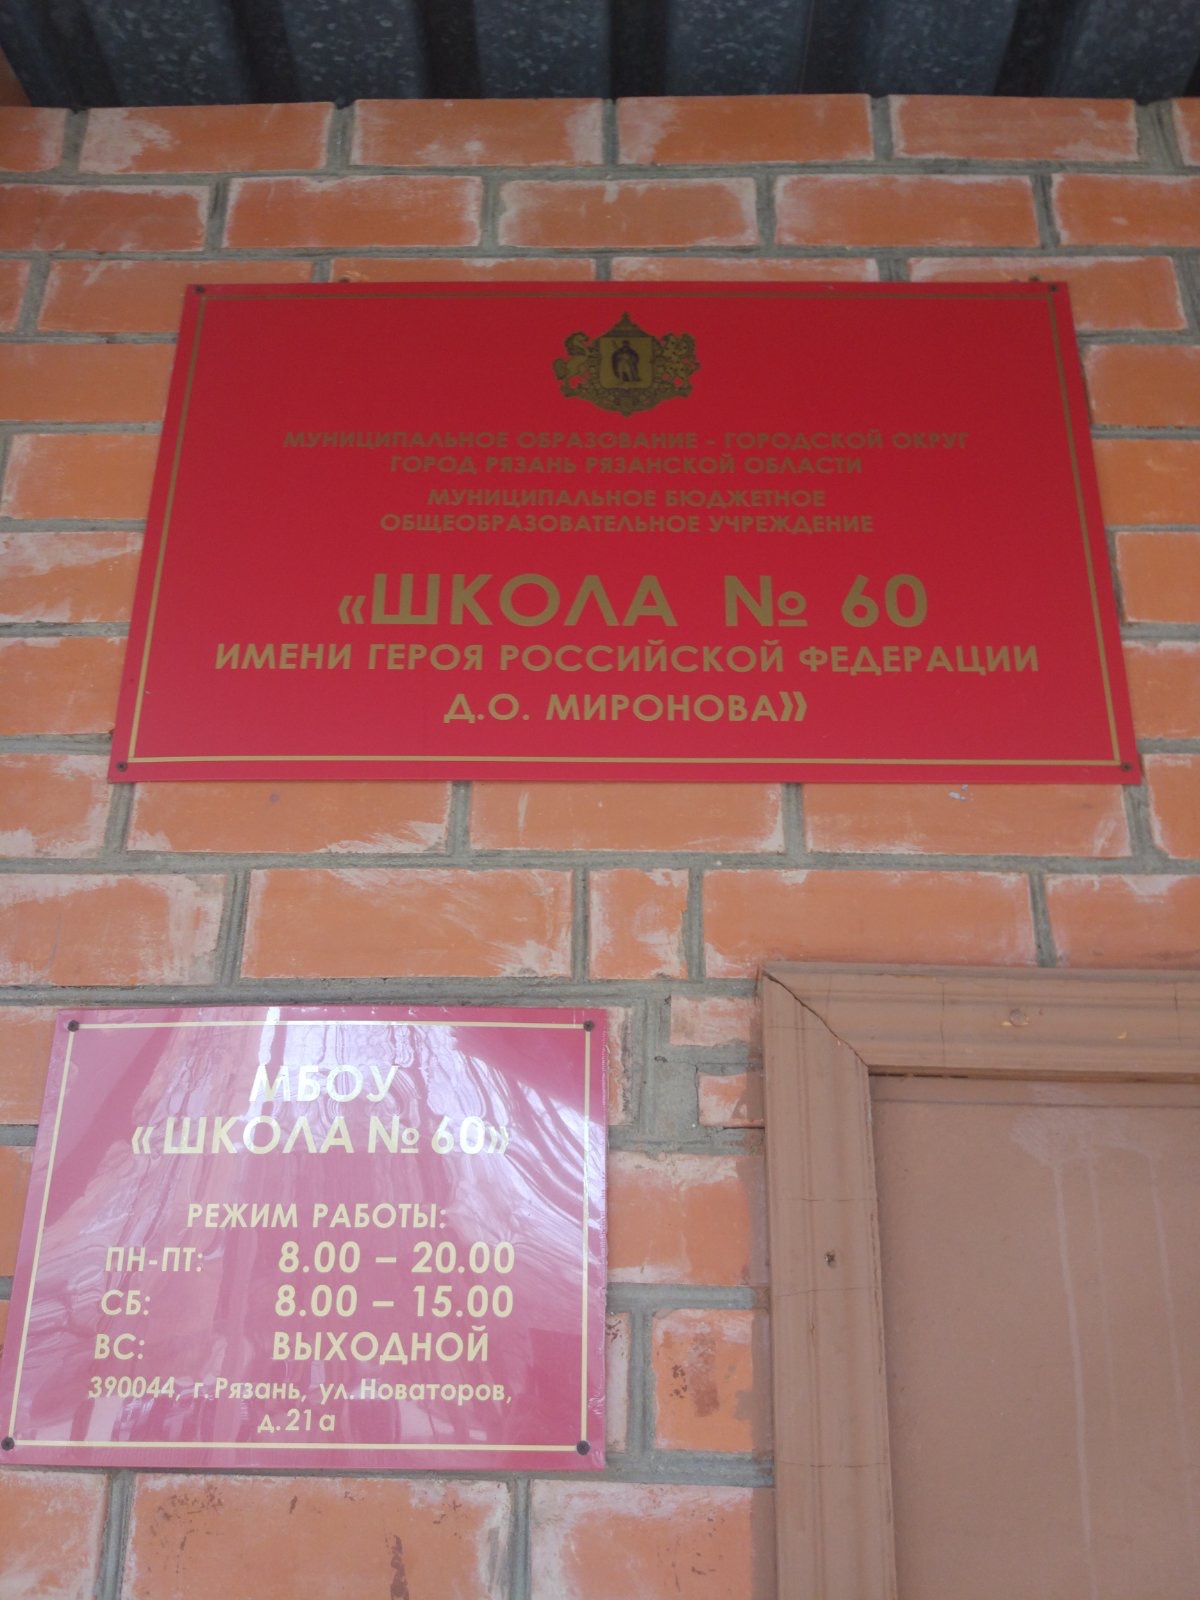 МУНИЦИПАЛЬНОЕ ОБРАЗОВАНИЕ - ГОРОДСКОЙ ОКРУГ
ГОРОД РЯЗАНЬ РЯЗАНСКОЙ ОБЛАСТИ
МУНИЦИПАЛЬНОЕ БЮДЖЕТНОЕ
ОБЩЕОБРАЗОВАТЕЛЬНОЕ УЧРЕЖДЕНИЕ
«ШКОЛА № 60
ИМЕНИ ГЕРОЯ РОССИЙСКОЙ ФЕДЕРАЦИИ
Д.О. МИРОНОВА»
МБОУ
«ШКОЛА № 60»
РЕЖИМ РАБОТЫ:
ПН-ПТ: 8.00 – 20.00
СБ: 8.00 – 15.00
ВС: ВЫХОДНОЙ
390044, г. Рязань, ул. Новаторов,
д. 21 а